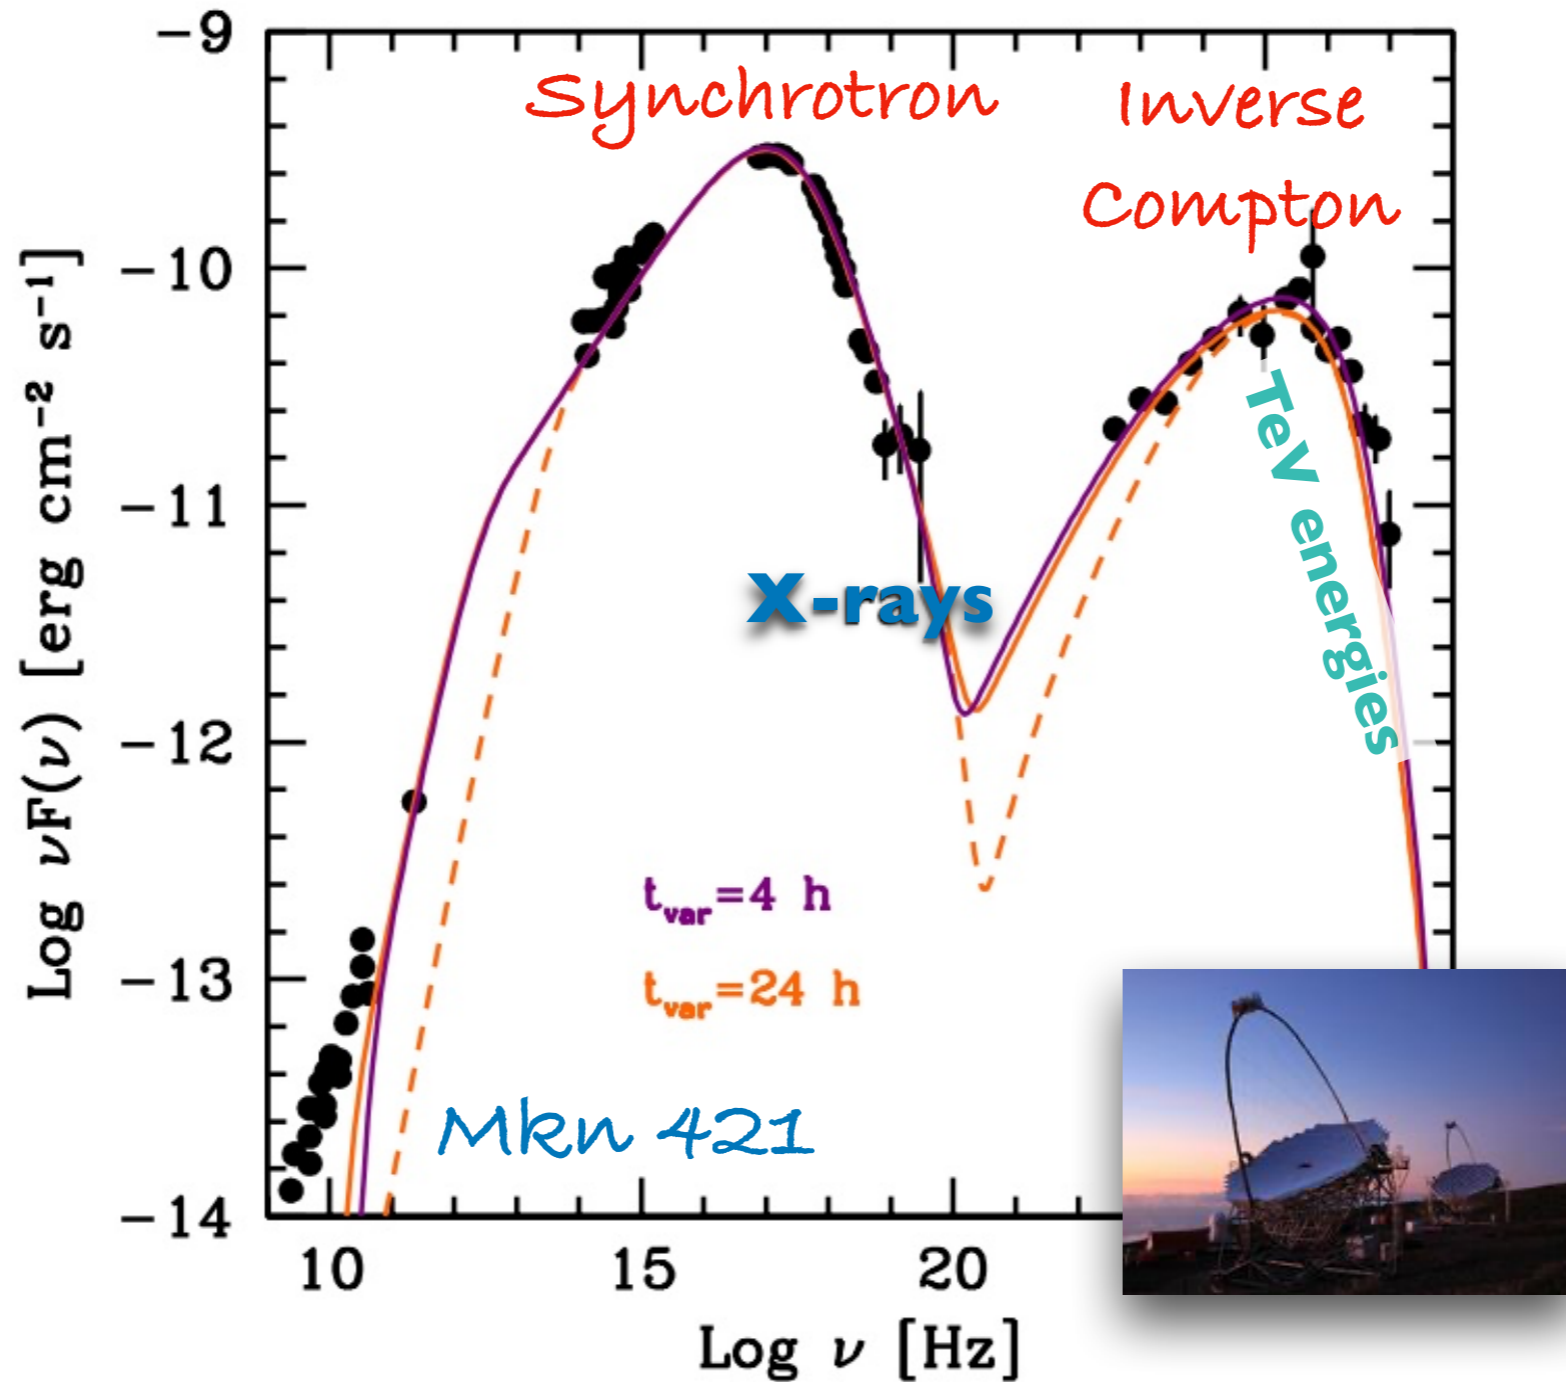 Log νF(ν) [erg cm⁻² s⁻¹]
-9
-10
-11
-12
-13
-14
Synchrotron
Inverse
Compton
X-rays
TeV energies
t_var=4 h
t_var=24 h
Mkn 421
10
15
20
Log ν [Hz]